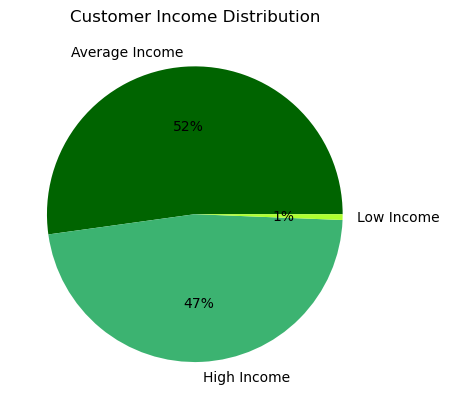 Customer Income Distribution
Average Income
52%
1%
Low Income
47%
High Income